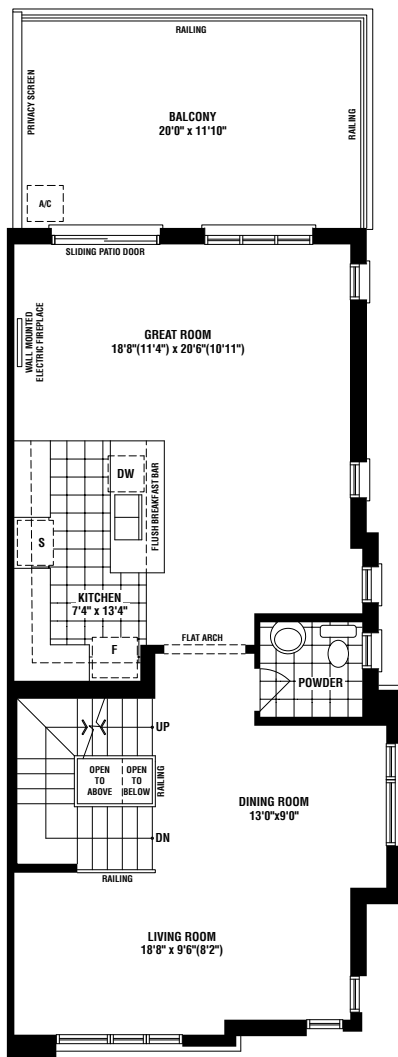 RAILING
PRIVACY SCREEN
BALCONY
20'0" x 11'10"
RAILING
A/C
SLIDING PATIO DOOR
WALL MOUNTED
ELECTRIC FIREPLACE
GREAT ROOM
18'8"(11'4") x 20'6"(10'11")
DW
FLUSH BREAKFAST BAR
S
KITCHEN
7'4" x 13'4"
F
FLAT ARCH
POWDER
UP
OPEN
TO
ABOVE
OPEN
TO
BELOW
RAILING
DINING ROOM
13'0"x9'0"
DN
RAILING
LIVING ROOM
18'8" x 9'6"(8'2")